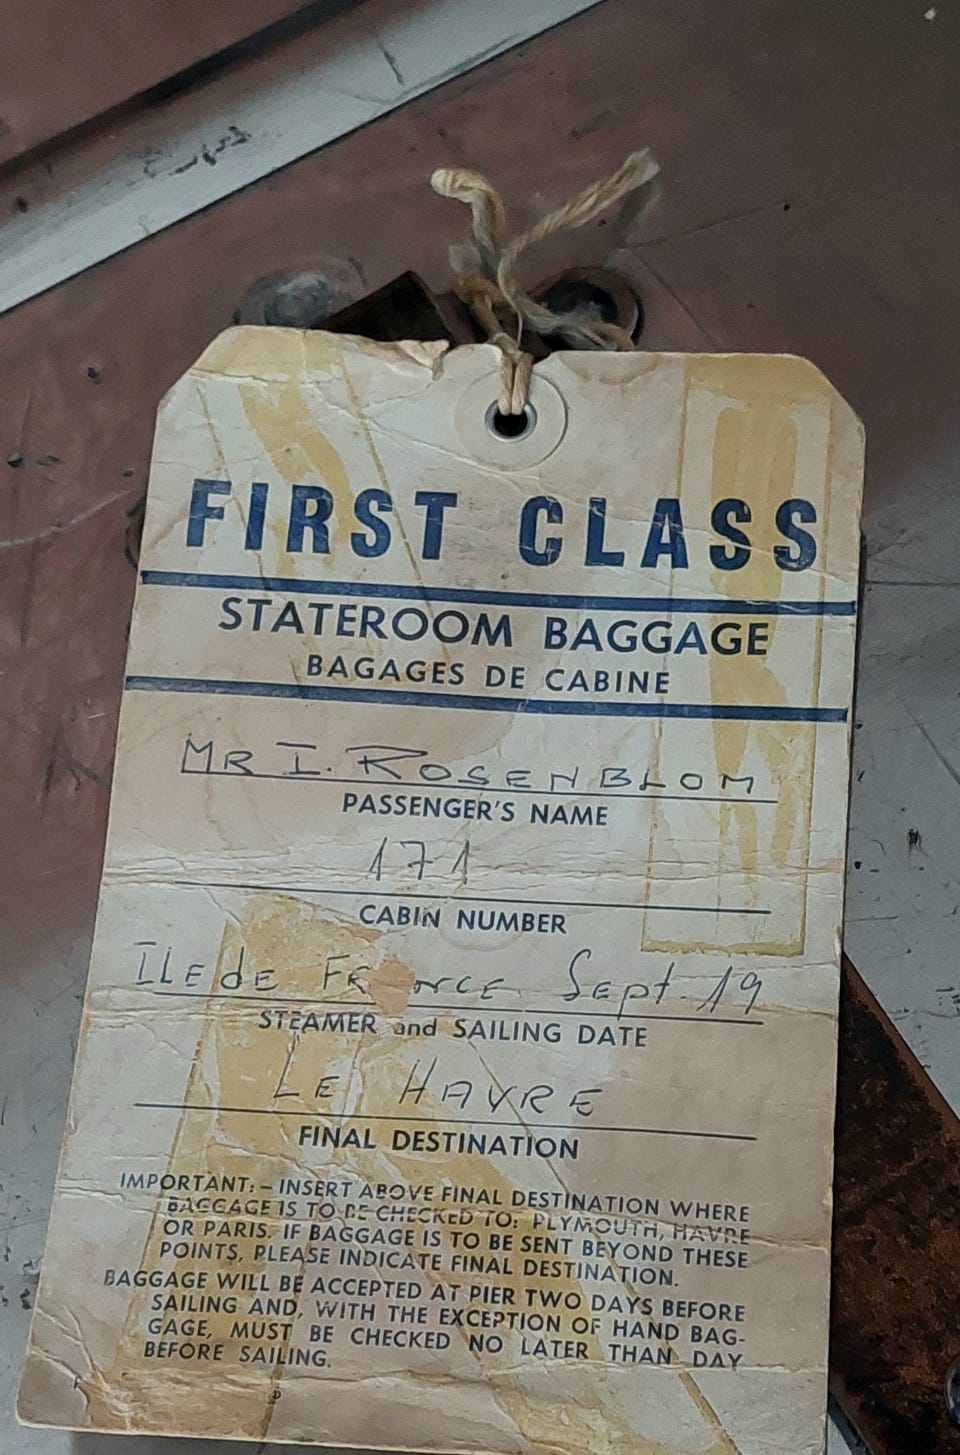 FIRST CLASS
STATEROOM BAGGAGE
BAGAGES DE CABINE
MR I. ROSENBLOM
PASSENGER'S NAME
171
CABIN NUMBER
ILE de FRANCE Sept. 19
STEAMER and SAILING DATE
LE HAVRE
FINAL DESTINATION
IMPORTANT:– INSERT ABOVE FINAL DESTINATION WHERE
BAGGAGE IS TO BE CHECKED TO: PLYMOUTH, HAVRE
OR PARIS. IF BAGGAGE IS TO BE SENT BEYOND THESE
POINTS, PLEASE INDICATE FINAL DESTINATION.
BAGGAGE WILL BE ACCEPTED AT PIER TWO DAYS BEFORE
SAILING AND, WITH THE EXCEPTION OF HAND BAG-
GAGE, MUST BE CHECKED NO LATER THAN DAY
BEFORE SAILING.